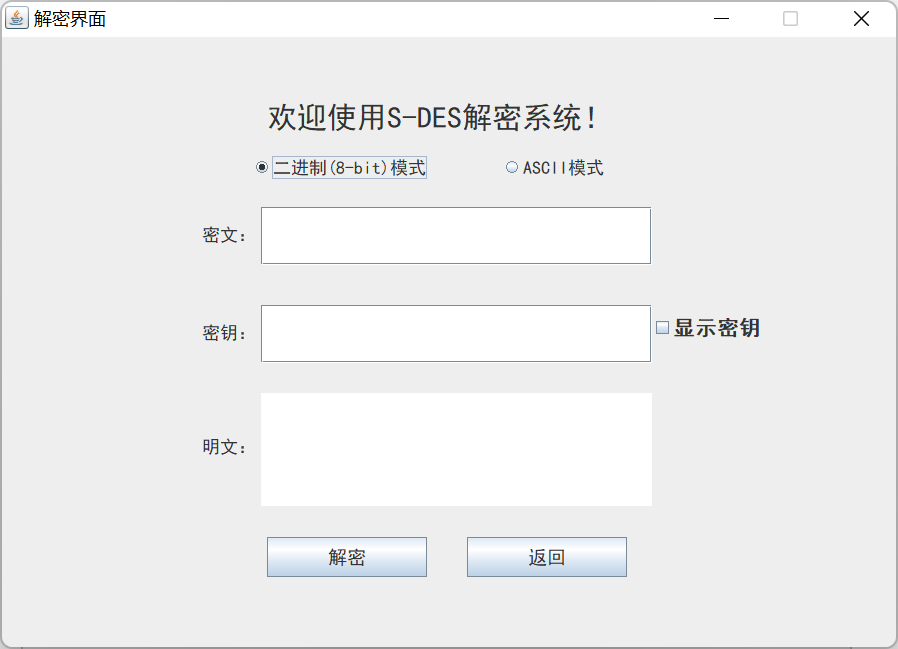 解密界面
欢迎使用S-DES解密系统！
二进制(8-bit)模式 ASCII模式
密文：
密钥： 显示密钥
明文：
解密 返回